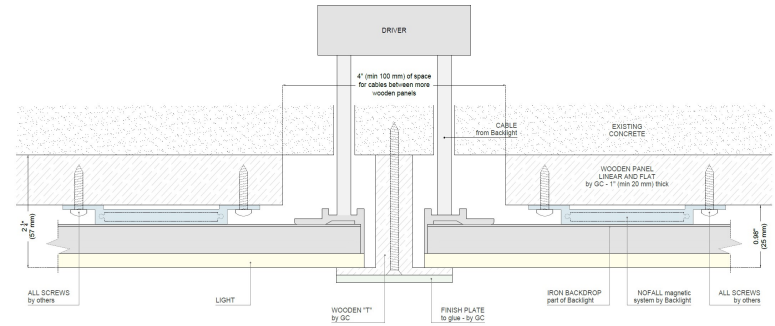 DRIVER
4" (min 100 mm) of space
for cables between more
wooden panels
CABLE
from Backlight
EXISTING
CONCRETE
WOODEN PANEL
LINEAR AND FLAT
by GC - 1" (min 20 mm) thick
2 ¼"
(57 mm)
0.98"
(25 mm)
ALL SCREWS
by others
LIGHT
WOODEN "T"
by GC
FINISH PLATE
to glue - by GC
IRON BACKDROP
part of Backlight
NOFALL magnetic
system by Backlight
ALL SCREWS
by others